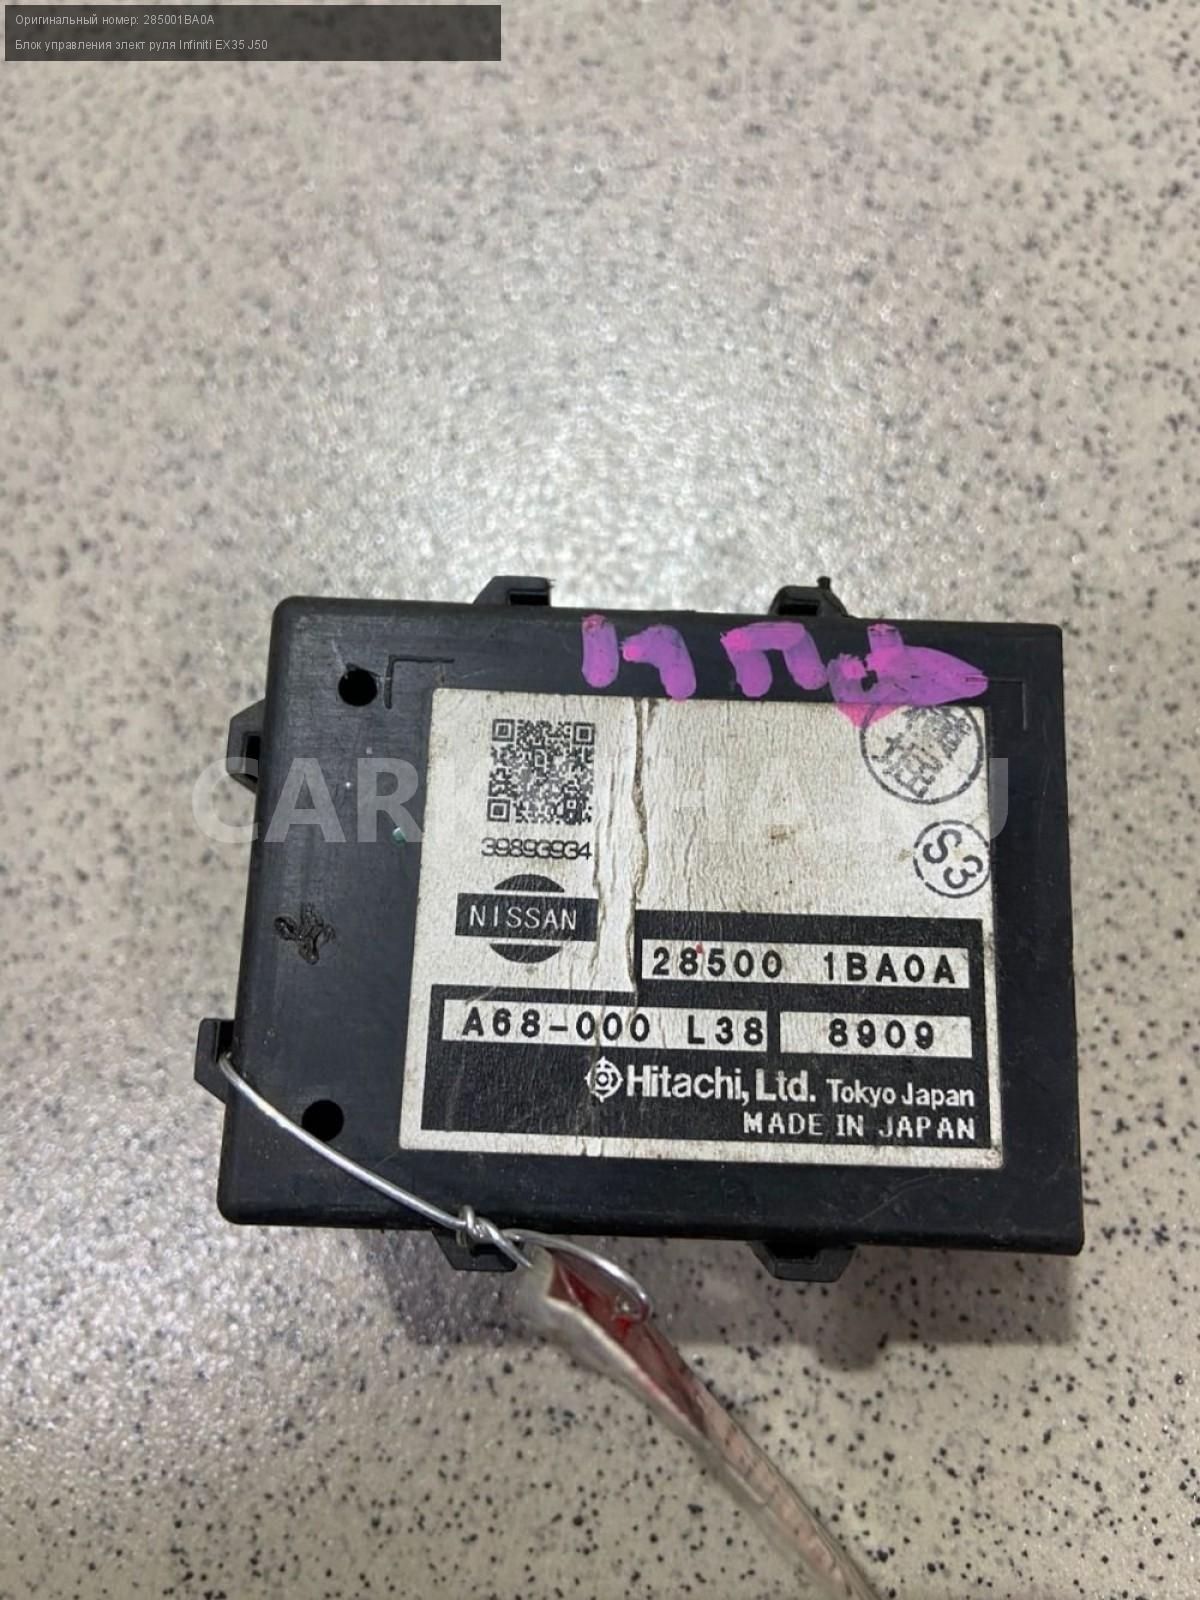 Оригинальный номер: 285001BA0A
Блок управления элект руля Infiniti EX35 J50
39893934
NISSAN
S3
28500 1BA0A
A68-000 L38 8909
Hitachi, Ltd. Tokyo Japan
MADE IN JAPAN